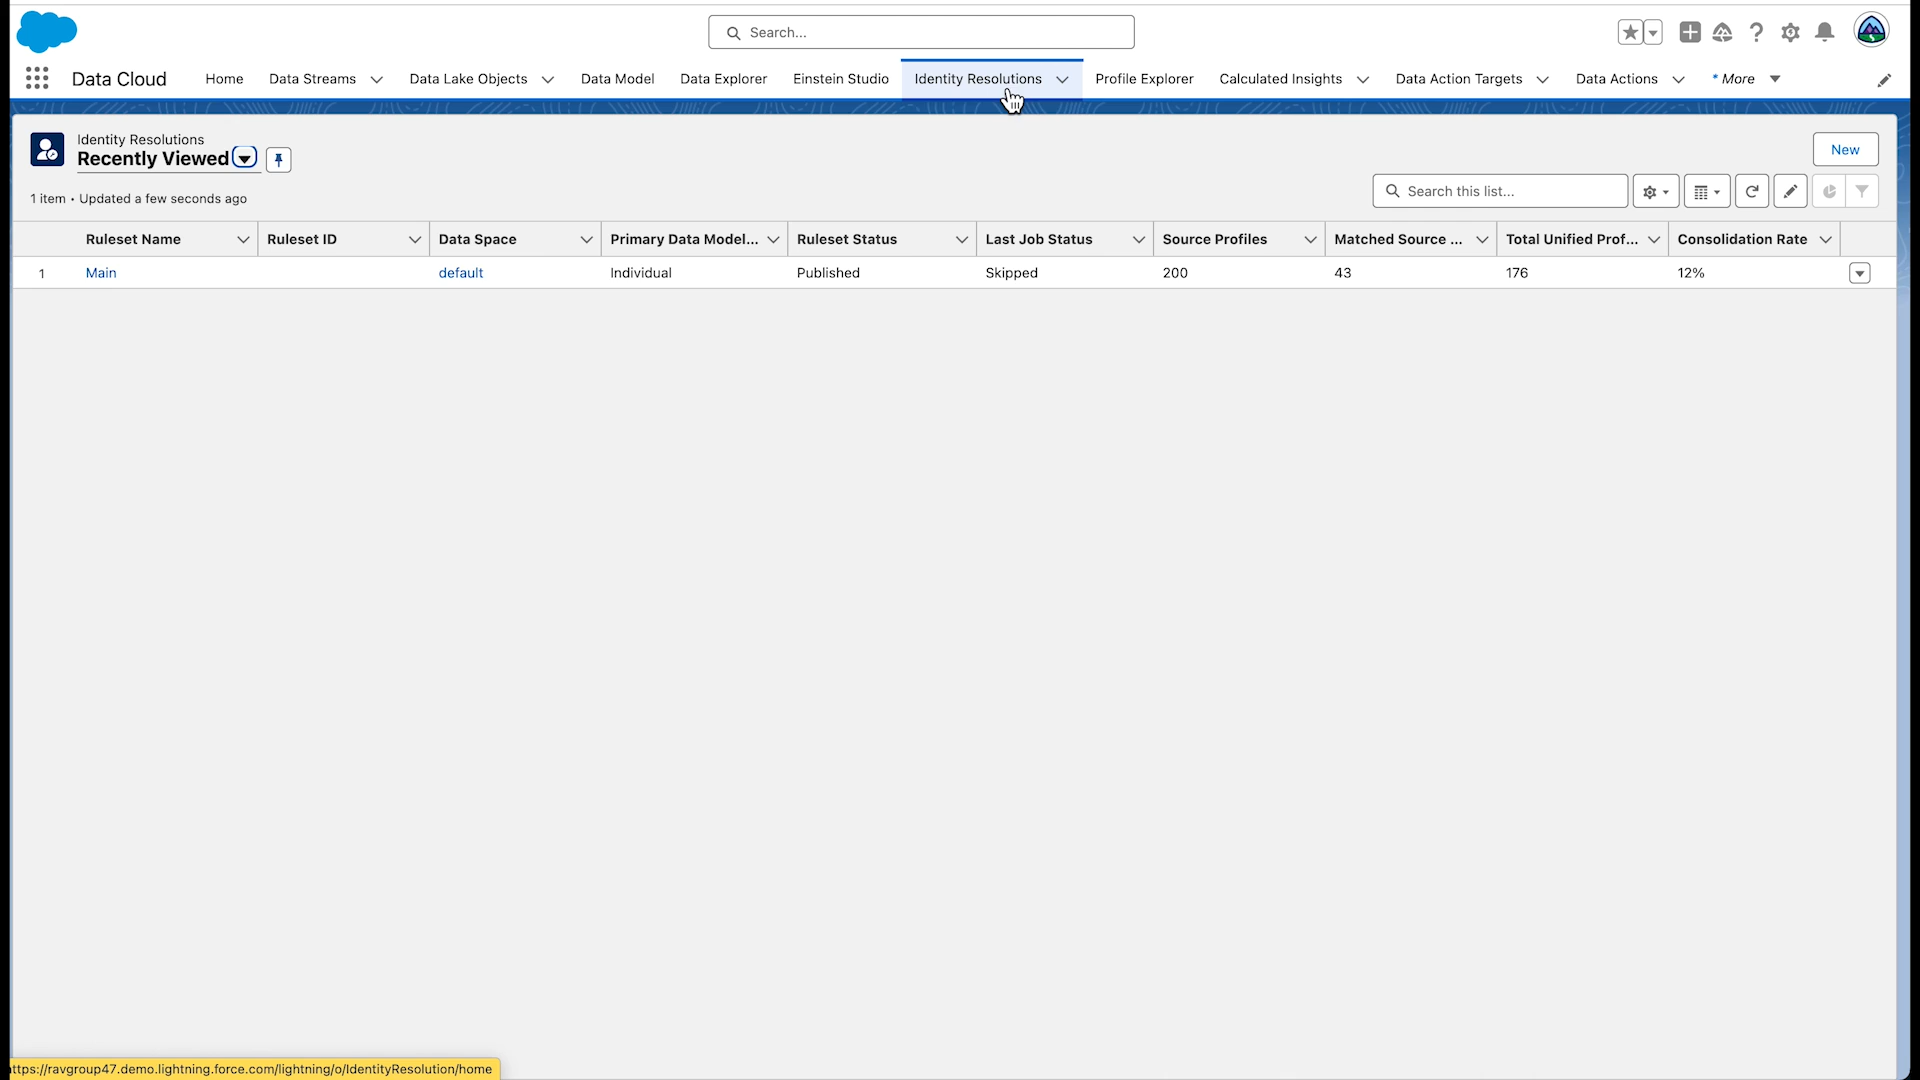 Search...
Data Cloud
Home
Data Streams
Data Lake Objects
Data Model
Data Explorer
Einstein Studio
Identity Resolutions
Profile Explorer
Calculated Insights
Data Action Targets
Data Actions
* More
Identity Resolutions
Recently Viewed
New
1 item • Updated a few seconds ago
Search this list...
Ruleset Name
Ruleset ID
Data Space
Primary Data Model...
Ruleset Status
Last Job Status
Source Profiles
Matched Source ...
Total Unified Prof...
Consolidation Rate
1
Main
default
Individual
Published
Skipped
200
43
176
12%
ttps://ravgroup47.demo.lightning.force.com/lightning/o/IdentityResolution/home